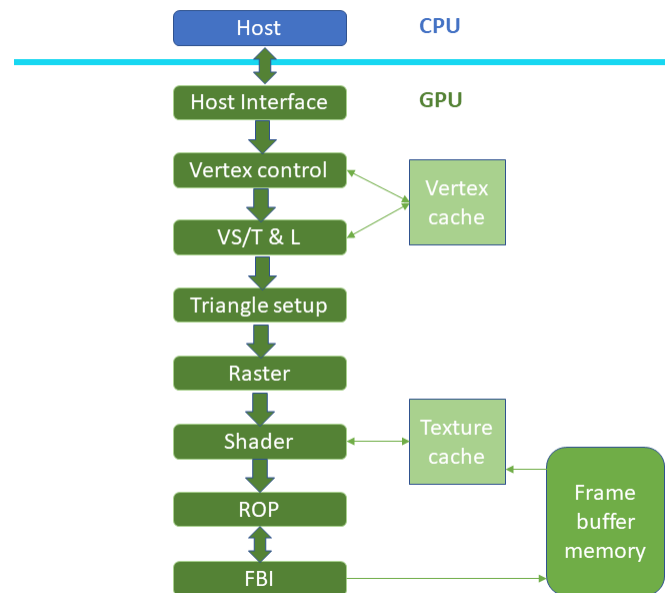 Host
CPU
Host Interface
GPU
Vertex control
Vertex
cache
VS/T & L
Triangle setup
Raster
Shader
Texture
cache
ROP
Frame
buffer
memory
FBI